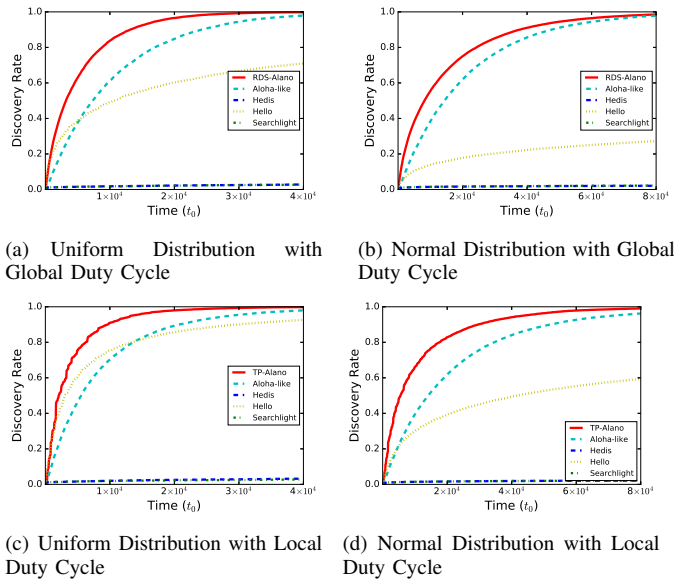 1.0
0.8
0.6
0.4
0.2
0.0
Discovery Rate
RDS-Alano
Aloha-like
Hedis
Hello
Searchlight
1×10⁴
2×10⁴
3×10⁴
4×10⁴
Time (t₀)
(a) Uniform Distribution with
Global Duty Cycle
1.0
0.8
0.6
0.4
0.2
0.0
Discovery Rate
RDS-Alano
Aloha-like
Hedis
Hello
Searchlight
2×10⁴
4×10⁴
6×10⁴
8×10⁴
Time (t₀)
(b) Normal Distribution with Global
Duty Cycle
1.0
0.8
0.6
0.4
0.2
0.0
Discovery Rate
TP-Alano
Aloha-like
Hedis
Hello
Searchlight
1×10⁴
2×10⁴
3×10⁴
4×10⁴
Time (t₀)
(c) Uniform Distribution with Local
Duty Cycle
1.0
0.8
0.6
0.4
0.2
0.0
Discovery Rate
TP-Alano
Aloha-like
Hedis
Hello
Searchlight
2×10⁴
4×10⁴
6×10⁴
8×10⁴
Time (t₀)
(d) Normal Distribution with Local
Duty Cycle